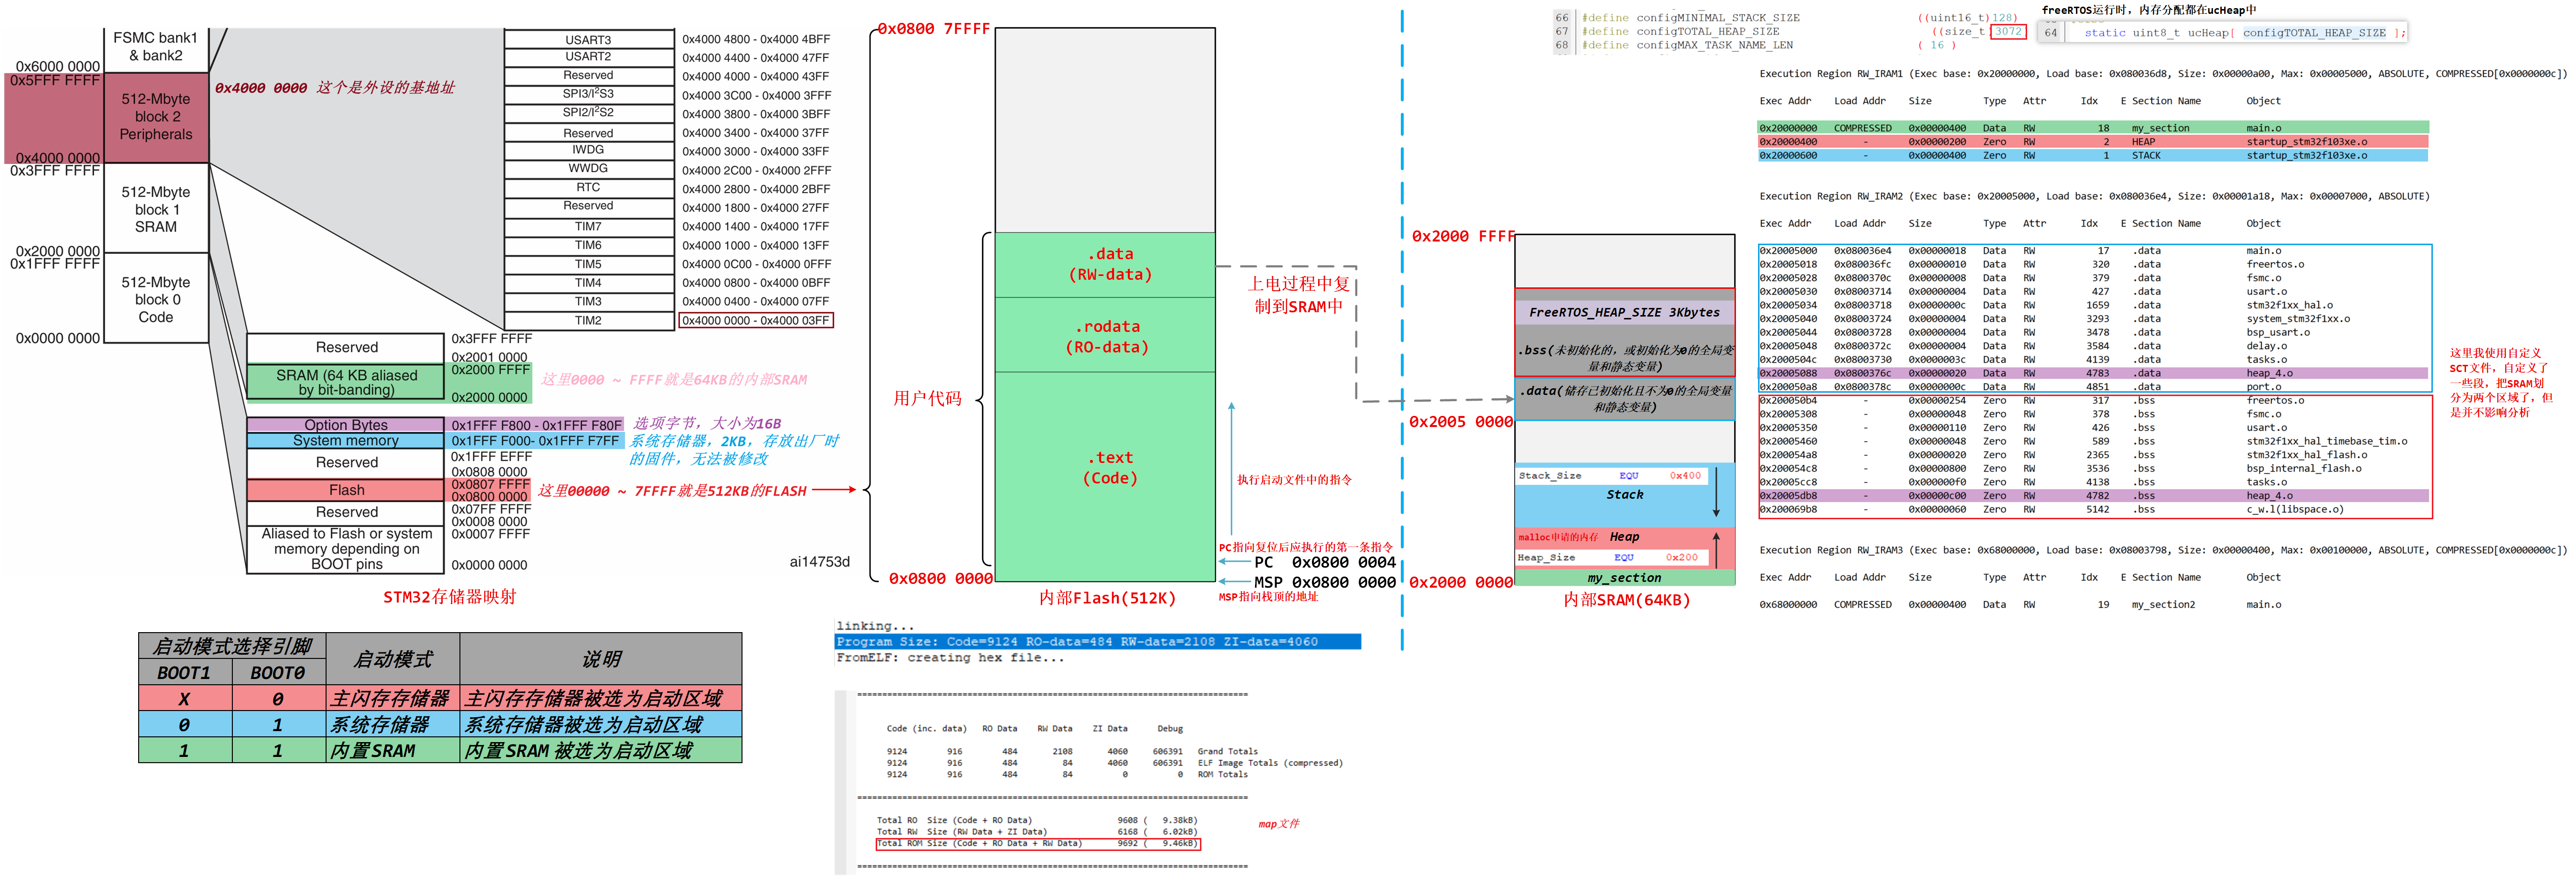 FSMC bank1
& bank2
0x6000 0000
0x5FFF FFFF
512-Mbyte
block 2
Peripherals
0x4000 0000
0x3FFF FFFF
512-Mbyte
block 1
SRAM
0x2000 0000
0x1FFF FFFF
512-Mbyte
block 0
Code
0x0000 0000
0x4000 0000 这个是外设的基地址
USART3 0x4000 4800 - 0x4000 4BFF
USART2 0x4000 4400 - 0x4000 47FF
Reserved 0x4000 4000 - 0x4000 43FF
SPI3/I2S3 0x4000 3C00 - 0x4000 3FFF
SPI2/I2S2 0x4000 3800 - 0x4000 3BFF
Reserved 0x4000 3400 - 0x4000 37FF
IWDG 0x4000 3000 - 0x4000 33FF
WWDG 0x4000 2C00 - 0x4000 2FFF
RTC 0x4000 2800 - 0x4000 2BFF
Reserved 0x4000 1800 - 0x4000 27FF
TIM7 0x4000 1400 - 0x4000 17FF
TIM6 0x4000 1000 - 0x4000 13FF
TIM5 0x4000 0C00 - 0x4000 0FFF
TIM4 0x4000 0800 - 0x4000 0BFF
TIM3 0x4000 0400 - 0x4000 07FF
TIM2 0x4000 0000 - 0x4000 03FF
Reserved
0x3FFF FFFF
0x2001 0000
SRAM (64 KB aliased
by bit-banding)
0x2000 FFFF
0x2000 0000
这里0000 ~ FFFF就是64KB的内部SRAM
Option Bytes 0x1FFF F800 - 0x1FFF F80F 选项字节，大小为16B
System memory 0x1FFF F000- 0x1FFF F7FF 系统存储器，2KB，存放出厂时
的固件，无法被修改
Reserved
0x1FFF EFFF
0x0808 0000
Flash
0x0807 FFFF
0x0800 0000
这里00000 ~ 7FFFF就是512KB的FLASH
Reserved
0x07FF FFFF
0x0008 0000
Aliased to Flash or system
memory depending on
BOOT pins
0x0007 FFFF
0x0000 0000
ai14753d
STM32存储器映射
启动模式选择引脚 启动模式 说明
BOOT1 BOOT0
X 0 主闪存存储器 主闪存存储器被选为启动区域
0 1 系统存储器 系统存储器被选为启动区域
1 1 内置SRAM 内置SRAM 被选为启动区域
0x0800 7FFFF
用户代码
.data
(RW-data)
.rodata
(RO-data)
.text
(Code)
0x0800 0000
内部Flash(512K)
上电过程中复
制到SRAM中
执行启动文件中的指令
PC指向复位后应执行的第一条指令
PC 0x0800 0004
MSP 0x0800 0000
MSP指向栈顶的地址
linking...
Program Size: Code=9124 RO-data=484 RW-data=2108 ZI-data=4060
FromELF: creating hex file...
==============================================================================
Code (inc. data) RO Data RW Data ZI Data Debug
9124 916 484 2108 4060 606391 Grand Totals
9124 916 484 84 4060 606391 ELF Image Totals (compressed)
9124 916 484 84 0 0 ROM Totals
==============================================================================
Total RO Size (Code + RO Data) 9608 ( 9.38kB)
Total RW Size (RW Data + ZI Data) 6168 ( 6.02kB)
Total ROM Size (Code + RO Data + RW Data) 9692 ( 9.46kB)
==============================================================================
map文件
0x2000 FFFF
FreeRTOS_HEAP_SIZE 3Kbytes
.bss(未初始化的，或初始化为0的全局变
量和静态变量)
.data(储存已初始化且不为0的全局变量
和静态变量)
0x2005 0000
Stack_Size EQU 0x400
Stack
malloc申请的内存 Heap
Heap_Size EQU 0x200
my_section
0x2000 0000
内部SRAM(64KB)
66 #define configMINIMAL_STACK_SIZE ((uint16_t)128)
67 #define configTOTAL_HEAP_SIZE ((size_t)3072)
68 #define configMAX_TASK_NAME_LEN ( 16 )
freeRTOS运行时，内存分配都在ucHeap中
64 static uint8_t ucHeap[ configTOTAL_HEAP_SIZE ];
Execution Region RW_IRAM1 (Exec base: 0x20000000, Load base: 0x080036d8, Size: 0x00000a00, Max: 0x00005000, ABSOLUTE, COMPRESSED[0x0000000c])
Exec Addr Load Addr Size Type Attr Idx E Section Name Object
0x20000000 COMPRESSED 0x00000400 Data RW 18 my_section main.o
0x20000400 - 0x00000200 Zero RW 2 HEAP startup_stm32f103xe.o
0x20000600 - 0x00000400 Zero RW 1 STACK startup_stm32f103xe.o
Execution Region RW_IRAM2 (Exec base: 0x20005000, Load base: 0x080036e4, Size: 0x00001a18, Max: 0x00007000, ABSOLUTE)
Exec Addr Load Addr Size Type Attr Idx E Section Name Object
0x20005000 0x080036e4 0x00000018 Data RW 17 .data main.o
0x20005018 0x080036fc 0x00000010 Data RW 320 .data freertos.o
0x20005028 0x0800370c 0x00000008 Data RW 379 .data fsmc.o
0x20005030 0x08003714 0x00000004 Data RW 427 .data usart.o
0x20005034 0x08003718 0x0000000c Data RW 1659 .data stm32f1xx_hal.o
0x20005040 0x08003724 0x00000004 Data RW 3293 .data system_stm32f1xx.o
0x20005044 0x08003728 0x00000004 Data RW 3478 .data bsp_usart.o
0x20005048 0x0800372c 0x00000004 Data RW 3584 .data delay.o
0x2000504c 0x08003730 0x0000003c Data RW 4139 .data tasks.o
0x20005088 0x0800376c 0x00000020 Data RW 4783 .data heap_4.o
0x200050a8 0x0800378c 0x0000000c Data RW 4851 .data port.o
0x200050b4 - 0x00000254 Zero RW 317 .bss freertos.o
0x20005308 - 0x00000048 Zero RW 378 .bss fsmc.o
0x20005350 - 0x00000110 Zero RW 426 .bss usart.o
0x20005460 - 0x00000048 Zero RW 589 .bss stm32f1xx_hal_timebase_tim.o
0x200054a8 - 0x00000020 Zero RW 2365 .bss stm32f1xx_hal_flash.o
0x200054c8 - 0x00000800 Zero RW 3536 .bss bsp_internal_flash.o
0x20005cc8 - 0x000000f0 Zero RW 4138 .bss tasks.o
0x20005db8 - 0x00000c00 Zero RW 4782 .bss heap_4.o
0x200069b8 - 0x00000060 Zero RW 5142 .bss c_w.l(libspace.o)
这里我使用自定义
SCT文件，自定义了
一些段，把SRAM划
分为两个区域了，但
是并不影响分析
Execution Region RW_IRAM3 (Exec base: 0x68000000, Load base: 0x08003798, Size: 0x00000400, Max: 0x00100000, ABSOLUTE, COMPRESSED[0x0000000c])
Exec Addr Load Addr Size Type Attr Idx E Section Name Object
0x68000000 COMPRESSED 0x00000400 Data RW 19 my_section2 main.o